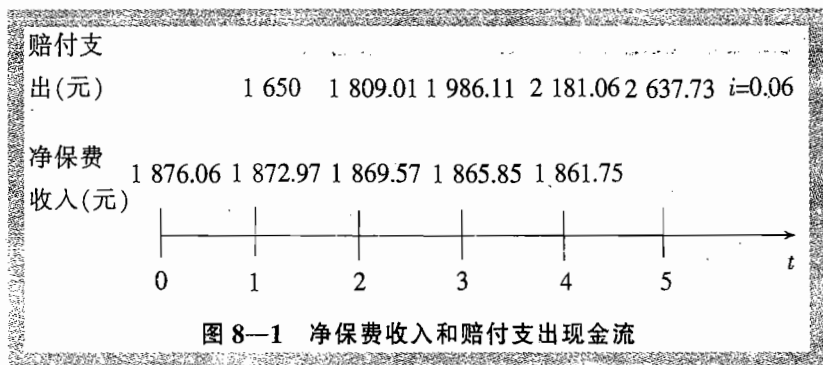 赔付支
出(元) 1 650 1 809.01 1 986.11 2 181.06 2 637.73 i=0.06
净保费
1 876.06 1 872.97 1 869.57 1 865.85 1 861.75
收入(元)
0 1 2 3 4 5 t
图 8—1 净保费收入和赔付支出现金流